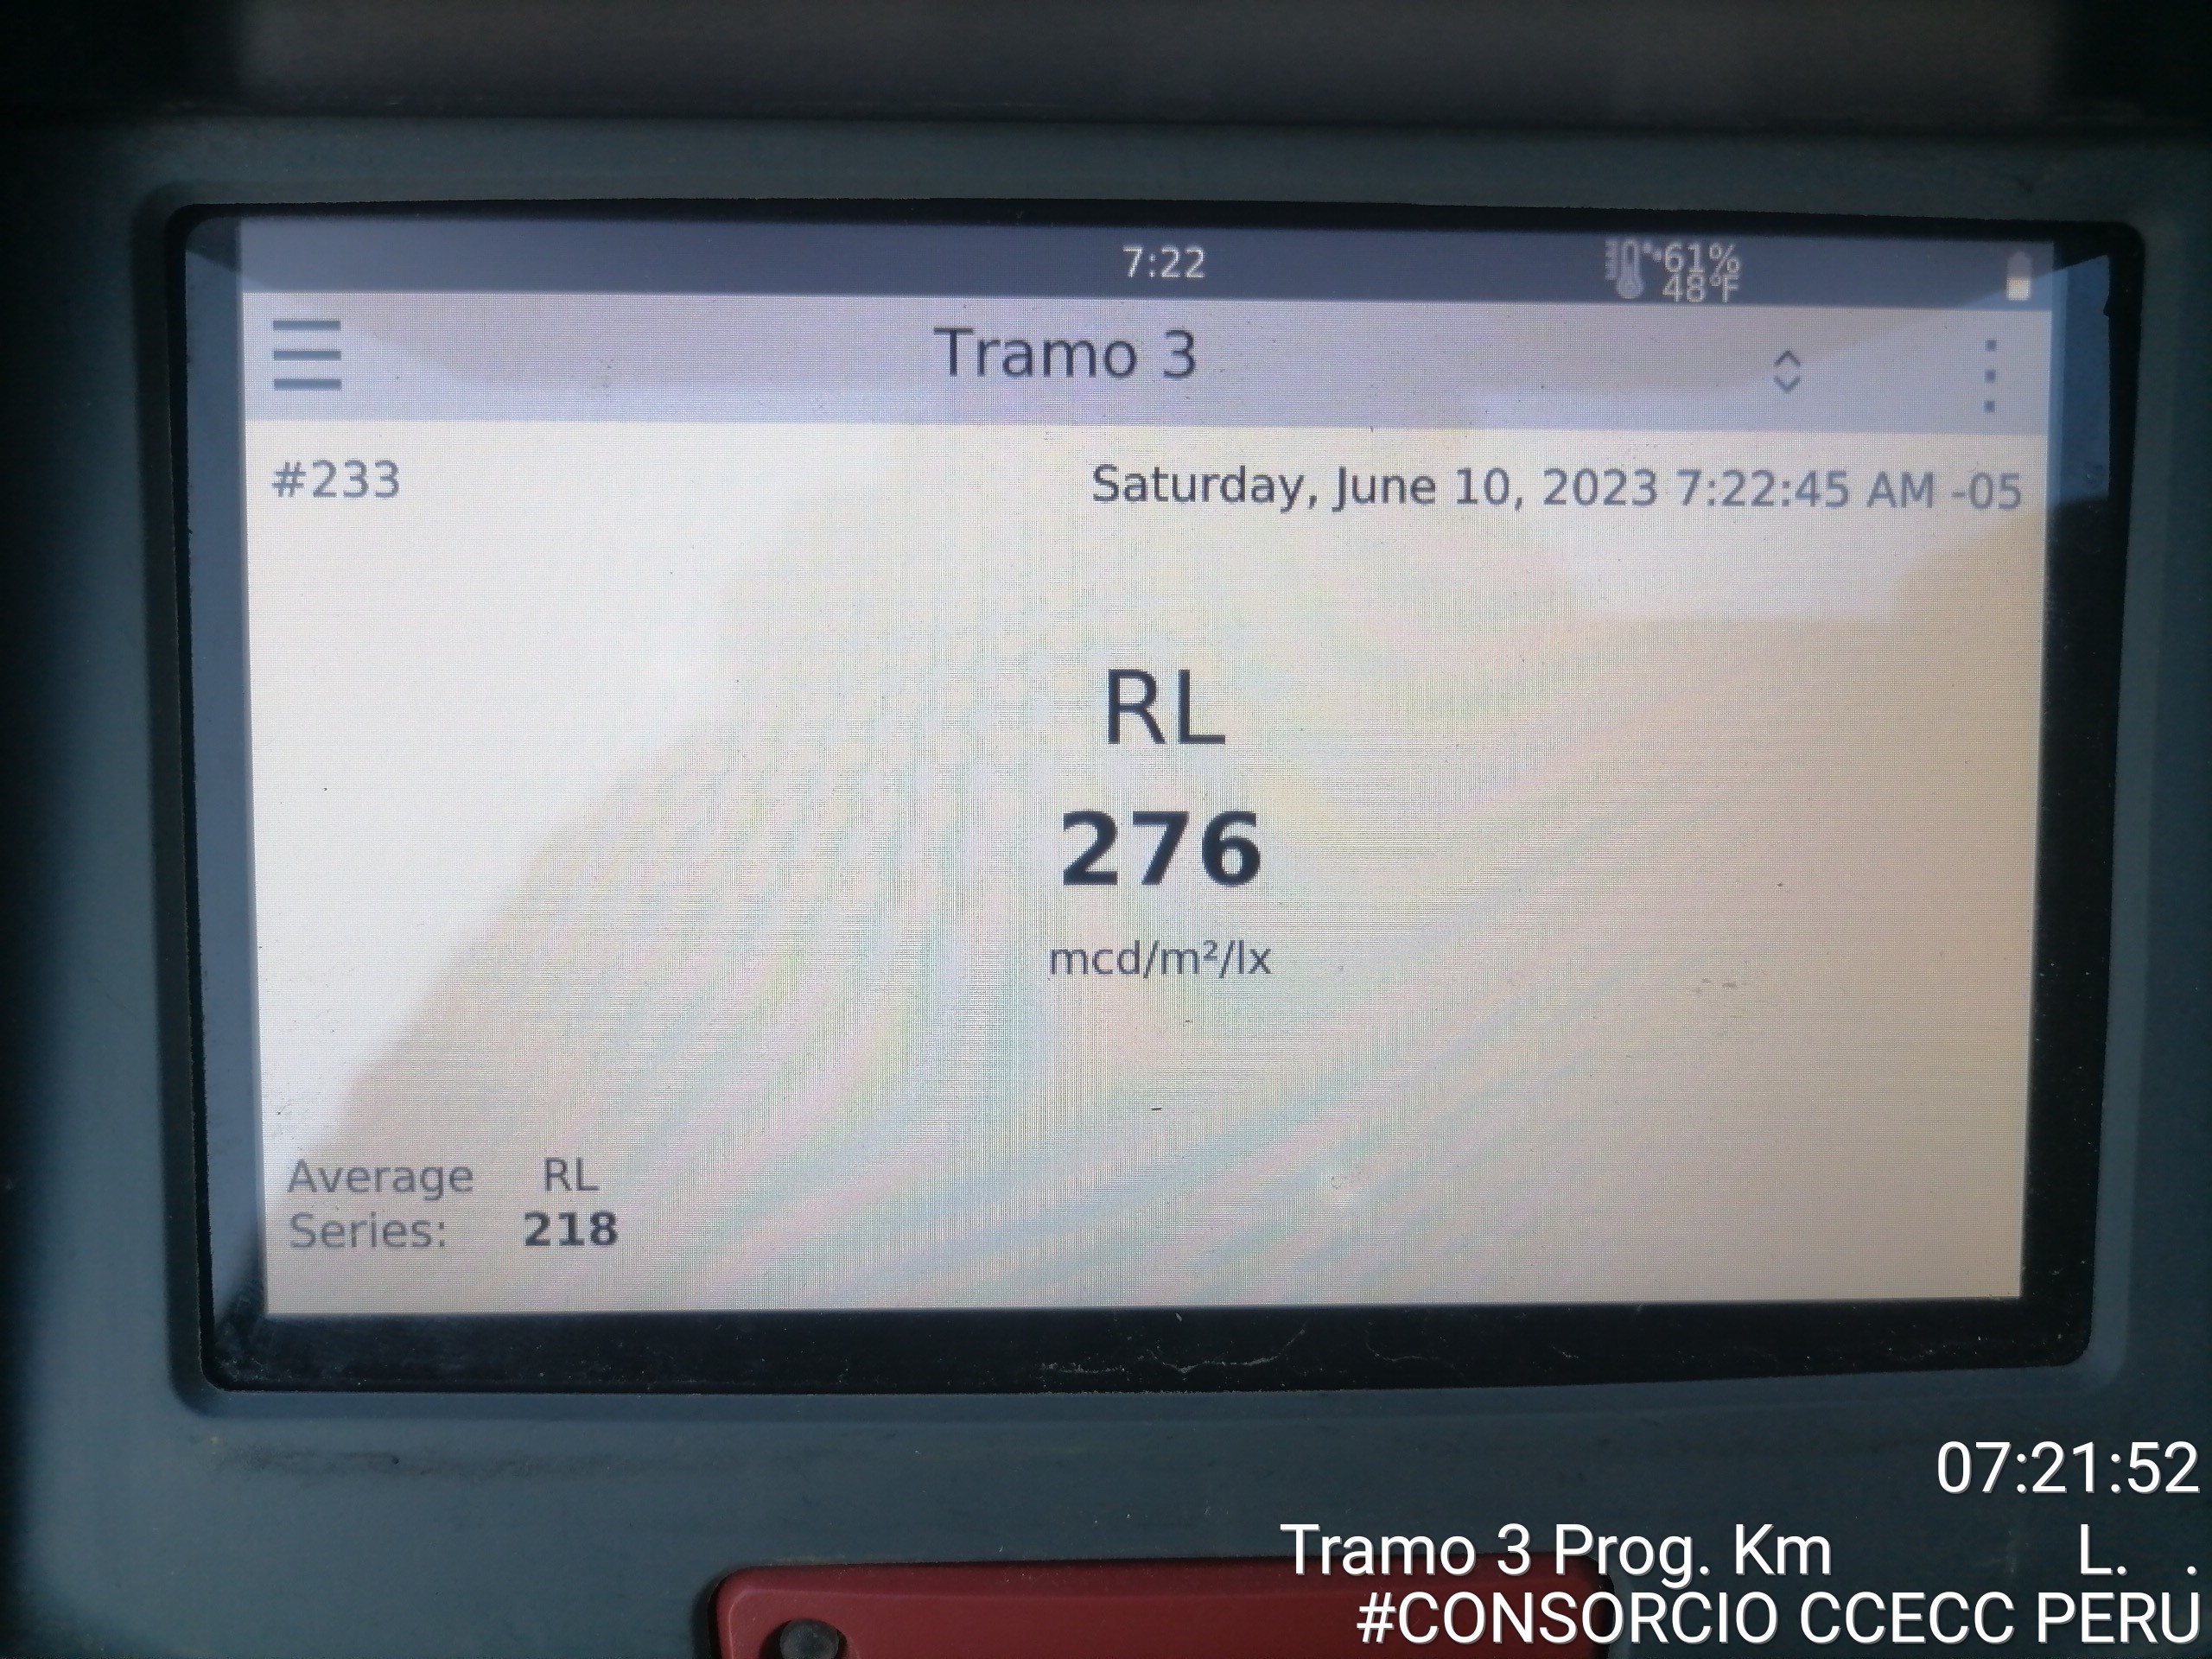 7:22
61%
48°F
Tramo 3
#233
Saturday, June 10, 2023 7:22:45 AM -05
RL
276
mcd/m²/lx
Average RL
Series: 218
07:21:52
Tramo 3 Prog. Km L. .
#CONSORCIO CCECC PERU